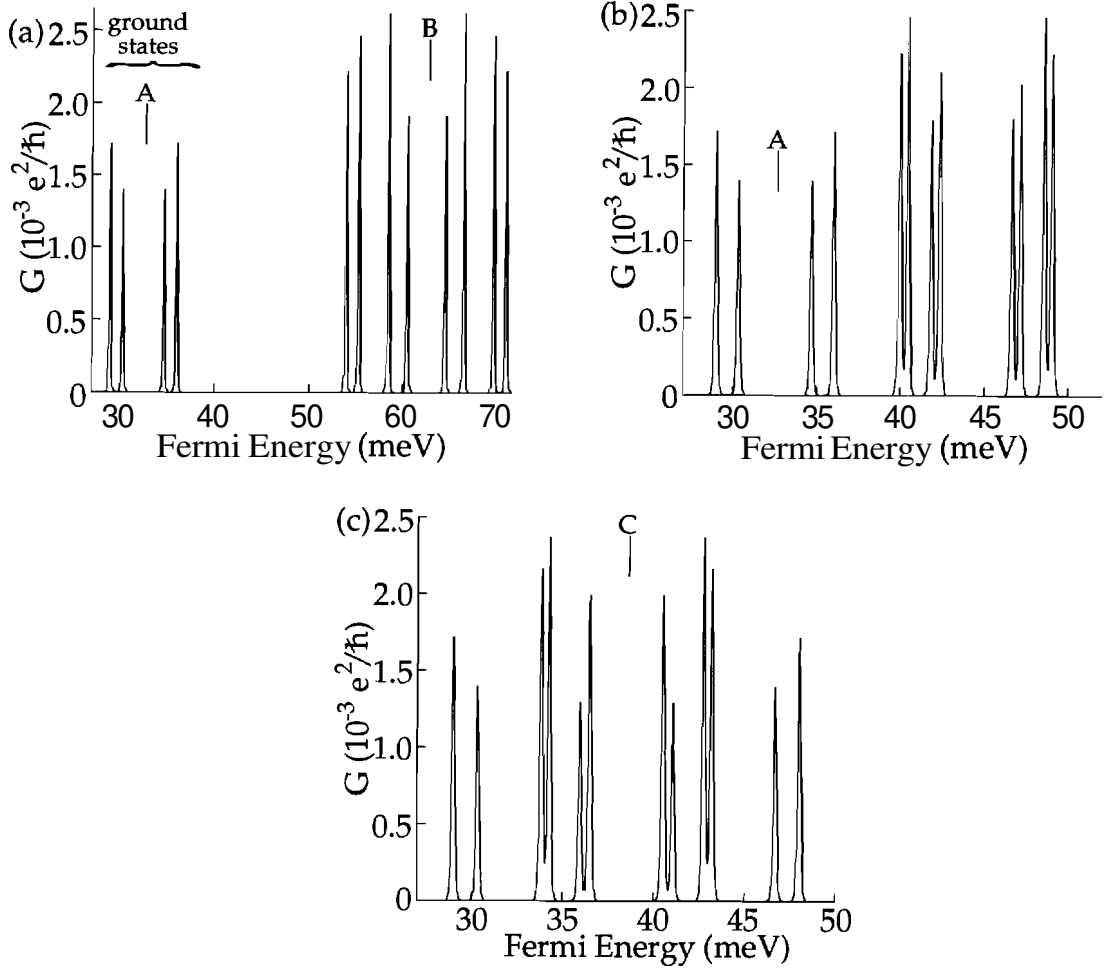 (a)
2.5
2.0
1.5
1.0
0.5
0
G (10⁻³ e²/ħ)
ground
states
A
B
30 40 50 60 70
Fermi Energy (meV)
(b)
2.5
2.0
1.5
1.0
0.5
0
G (10⁻³ e²/ħ)
A
30 35 40 45 50
Fermi Energy (meV)
(c)
2.5
2.0
1.5
1.0
0.5
0
G (10⁻³ e²/ħ)
C
30 35 40 45 50
Fermi Energy (meV)